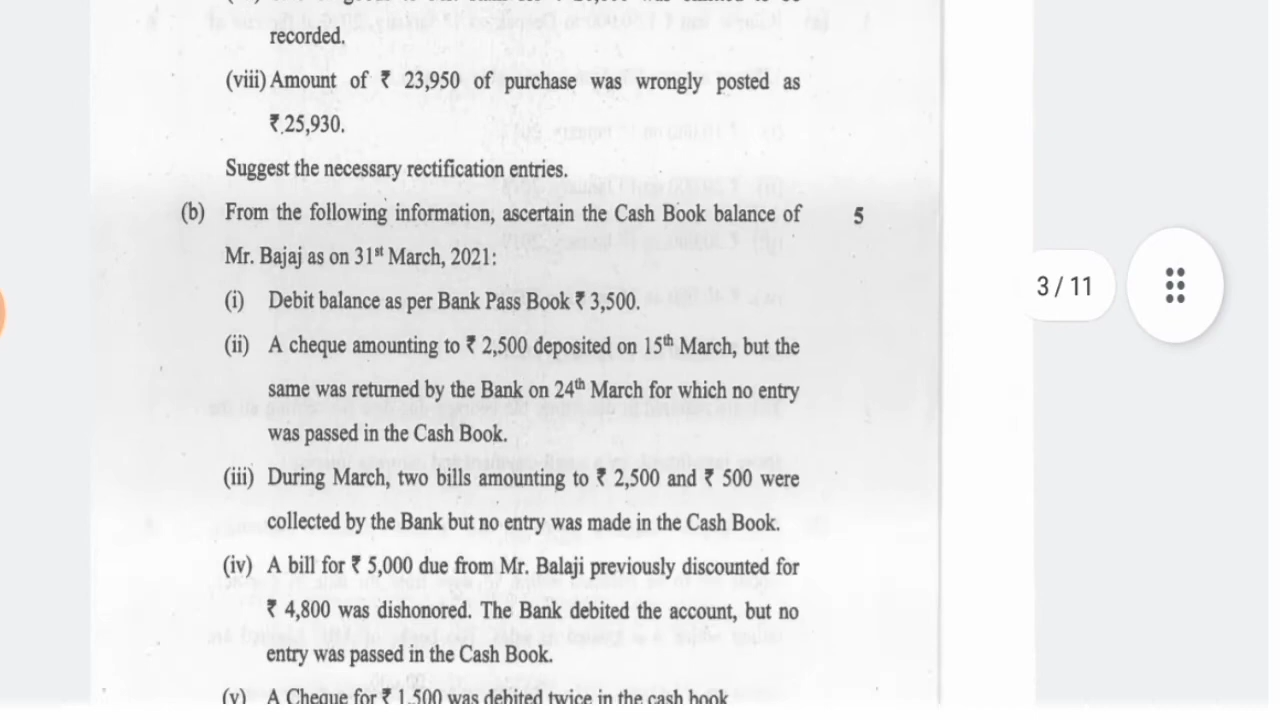 recorded.
(viii) Amount of ₹ 23,950 of purchase was wrongly posted as
₹ 25,930.
Suggest the necessary rectification entries.
(b) From the following information, ascertain the Cash Book balance of 5
Mr. Bajaj as on 31st March, 2021:
(i) Debit balance as per Bank Pass Book ₹ 3,500.
(ii) A cheque amounting to ₹ 2,500 deposited on 15th March, but the
same was returned by the Bank on 24th March for which no entry
was passed in the Cash Book.
(iii) During March, two bills amounting to ₹ 2,500 and ₹ 500 were
collected by the Bank but no entry was made in the Cash Book.
(iv) A bill for ₹ 5,000 due from Mr. Balaji previously discounted for
₹ 4,800 was dishonored. The Bank debited the account, but no
entry was passed in the Cash Book.
(v) A Cheque for ₹ 1,500 was debited twice in the cash book
3 / 11